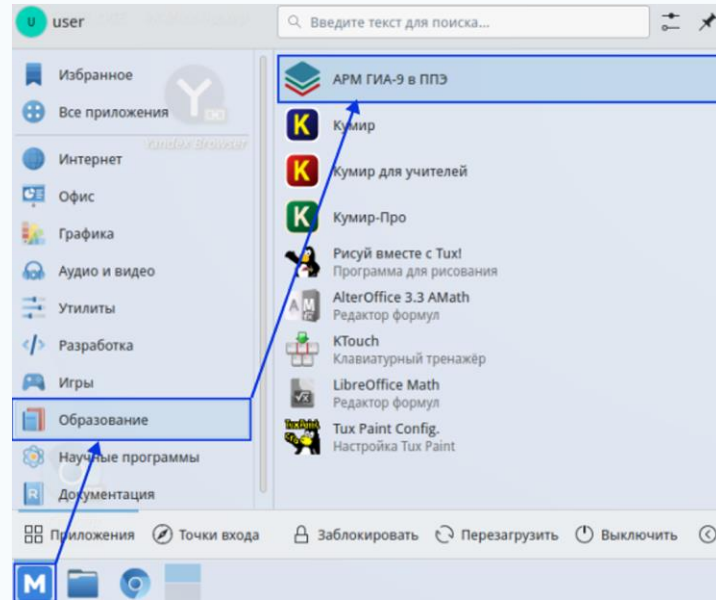 U user
Введите текст для поиска...
Избранное
Все приложения
Интернет
Офис
Графика
Аудио и видео
Утилиты
Разработка
Игры
Образование
Научные программы
Документация
Yandex Browser
АРМ ГИА-9 в ППЭ
Кумир
Кумир для учителей
Кумир-Про
Рисуй вместе с Tux!
Программа для рисования
AlterOffice 3.3 AMath
Редактор формул
KTouch
Клавиатурный тренажёр
LibreOffice Math
Редактор формул
Tux Paint Config.
Настройка Tux Paint
Приложения Точки входа Заблокировать Перезагрузить Выключить
M